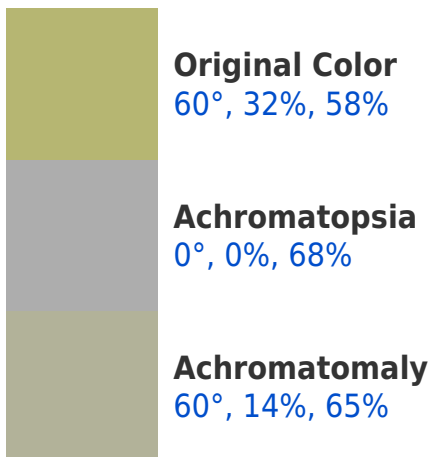 Original Color
60°, 32%, 58%
Achromatopsia
0°, 0%, 68%
Achromatomaly
60°, 14%, 65%